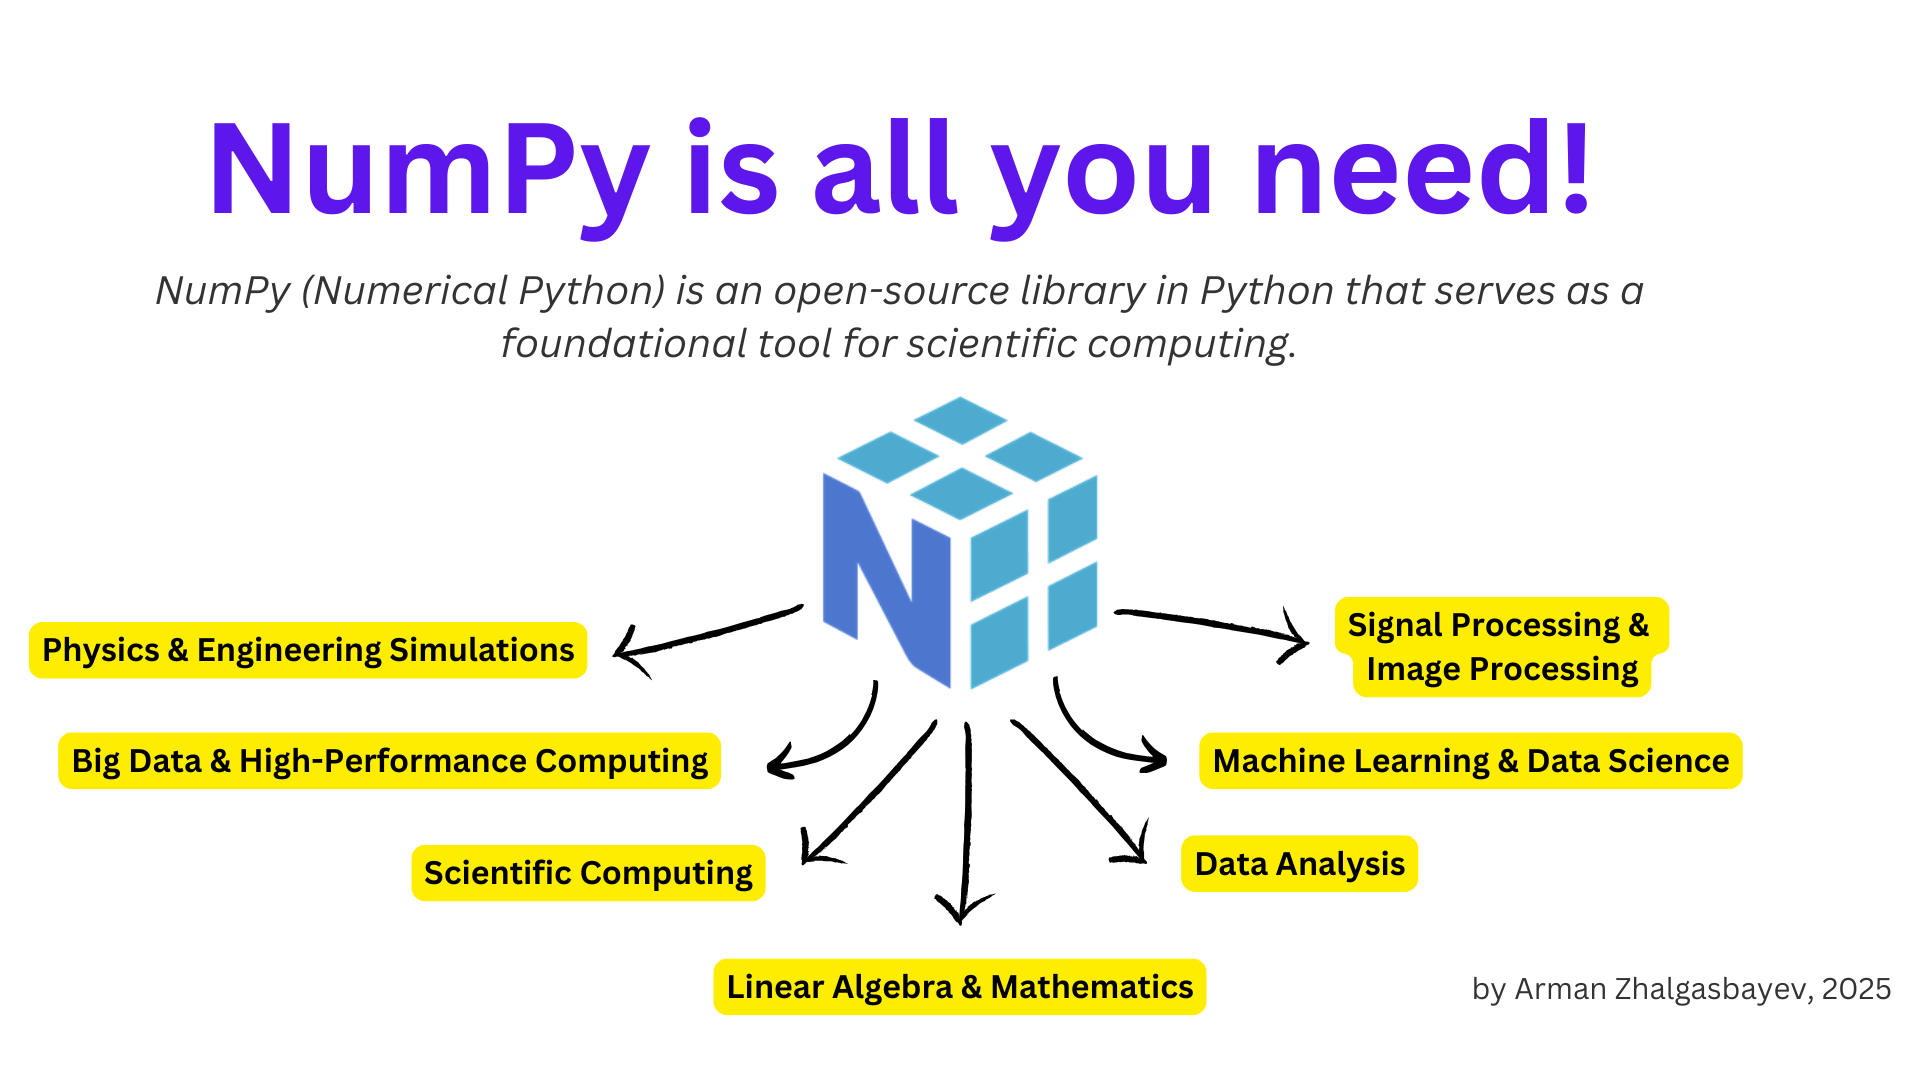 NumPy is all you need!
NumPy (Numerical Python) is an open-source library in Python that serves as a
foundational tool for scientific computing.
Physics & Engineering Simulations
Signal Processing &
Image Processing
Big Data & High-Performance Computing
Machine Learning & Data Science
Scientific Computing
Data Analysis
Linear Algebra & Mathematics
by Arman Zhalgasbayev, 2025